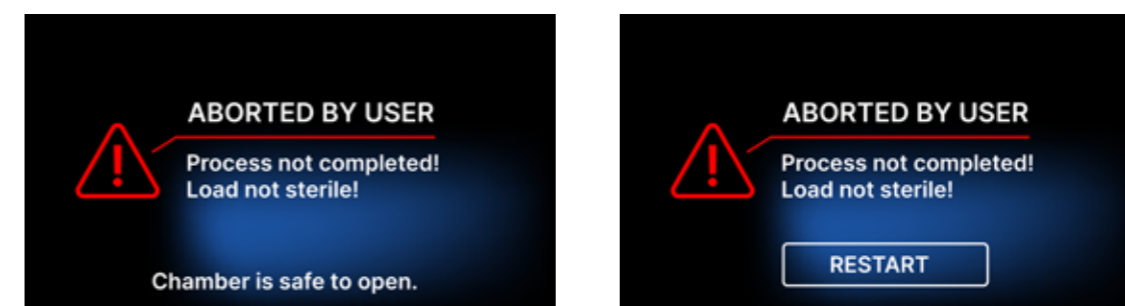 ABORTED BY USER
Process not completed!
Load not sterile!
Chamber is safe to open.
ABORTED BY USER
Process not completed!
Load not sterile!
RESTART